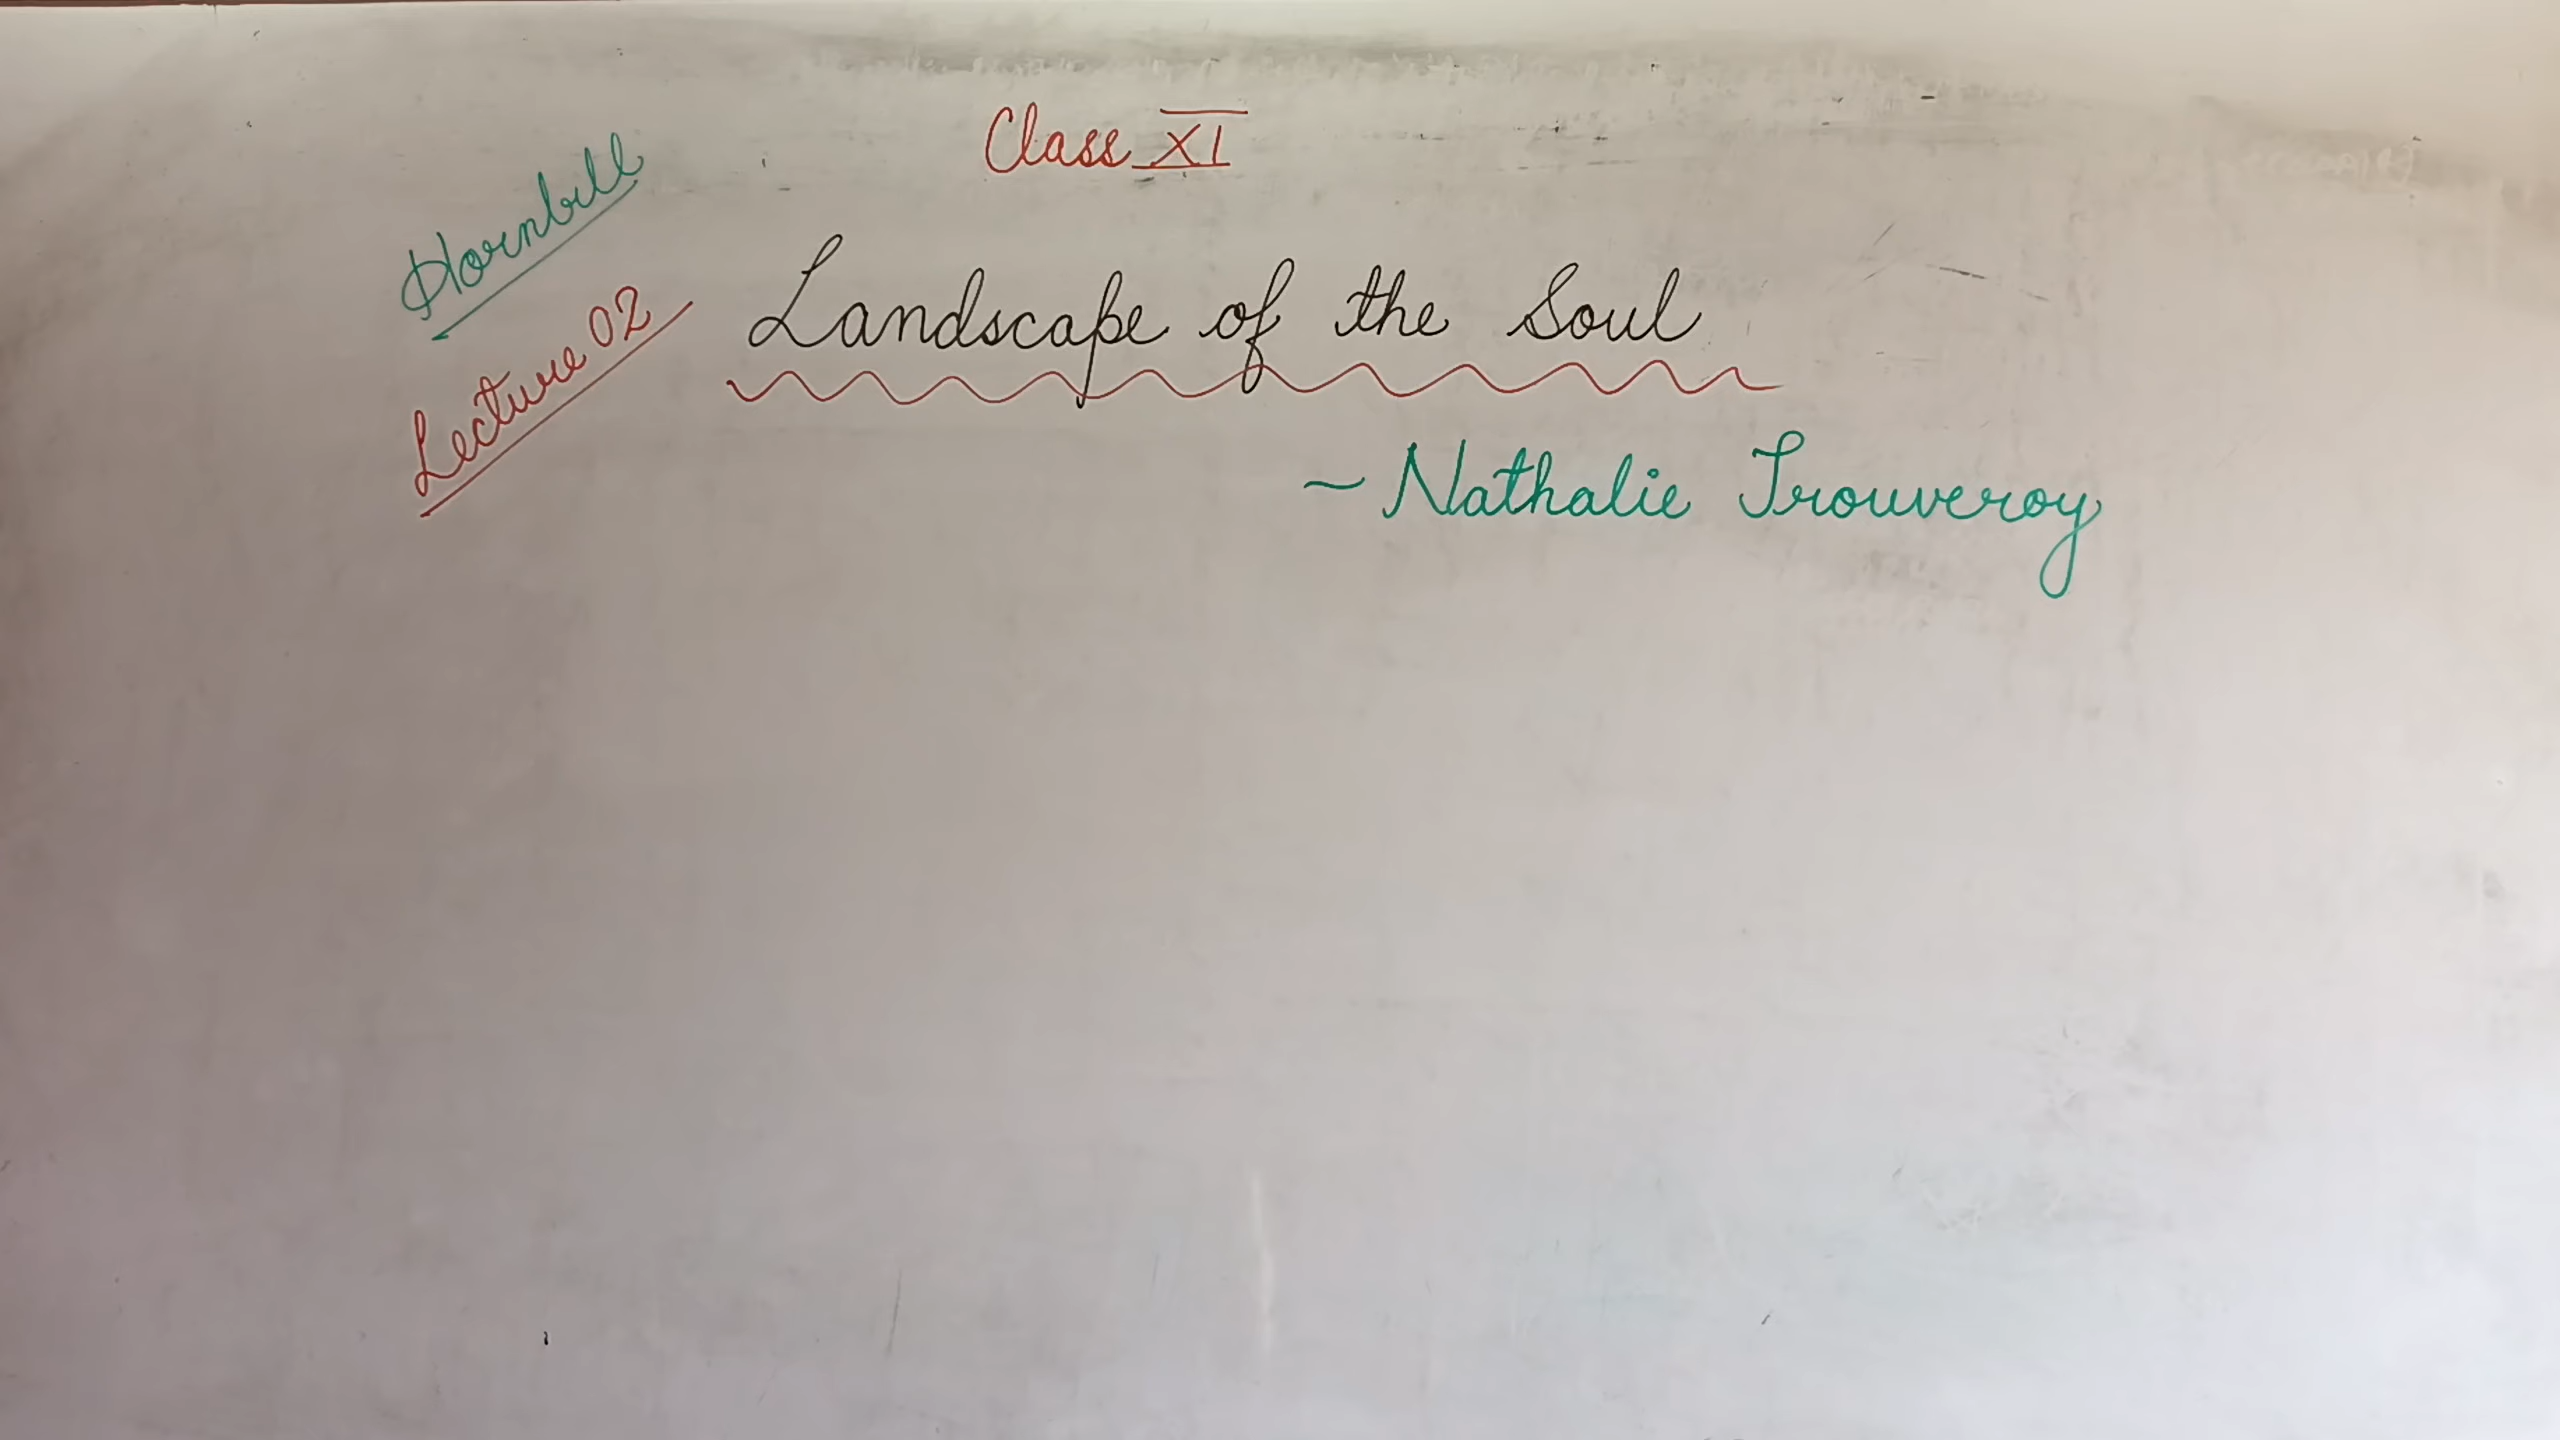 Class XI
Hornbill
Lecture 02
Landscape of the Soul
~ Nathalie Trouveroy